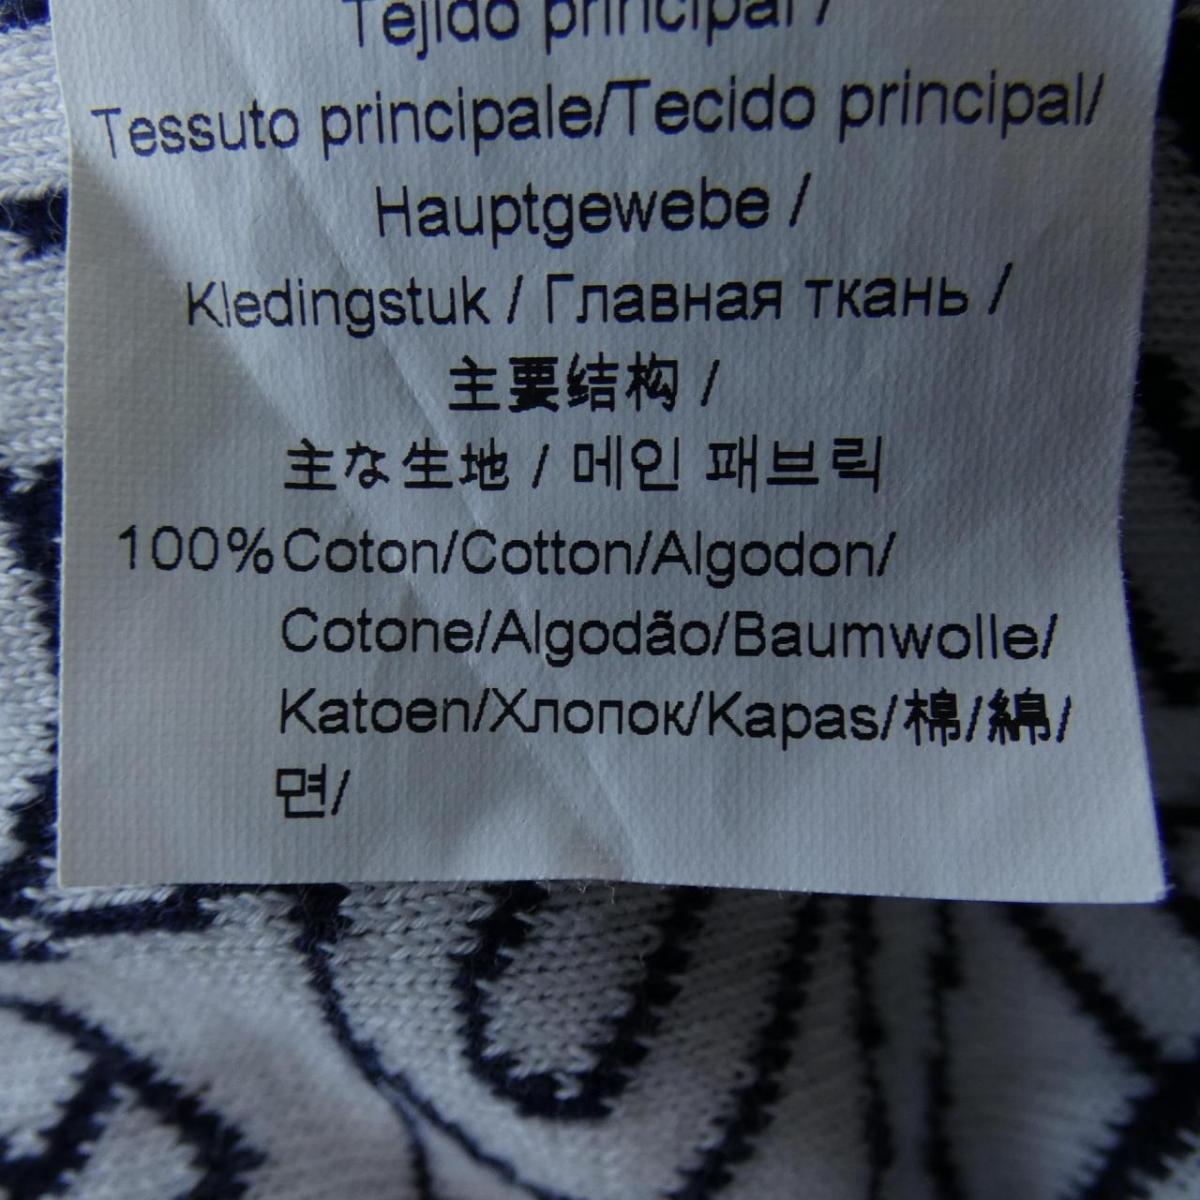 Tejido principal /
Tessuto principale/Tecido principal/
Hauptgewebe /
Kledingstuk / Главная ткань /
主要结构 /
主な生地 / 메인 패브릭
100% Coton/Cotton/Algodon/
Cotone/Algodão/Baumwolle/
Katoen/Хлопок/Kapas/棉/綿/
면/